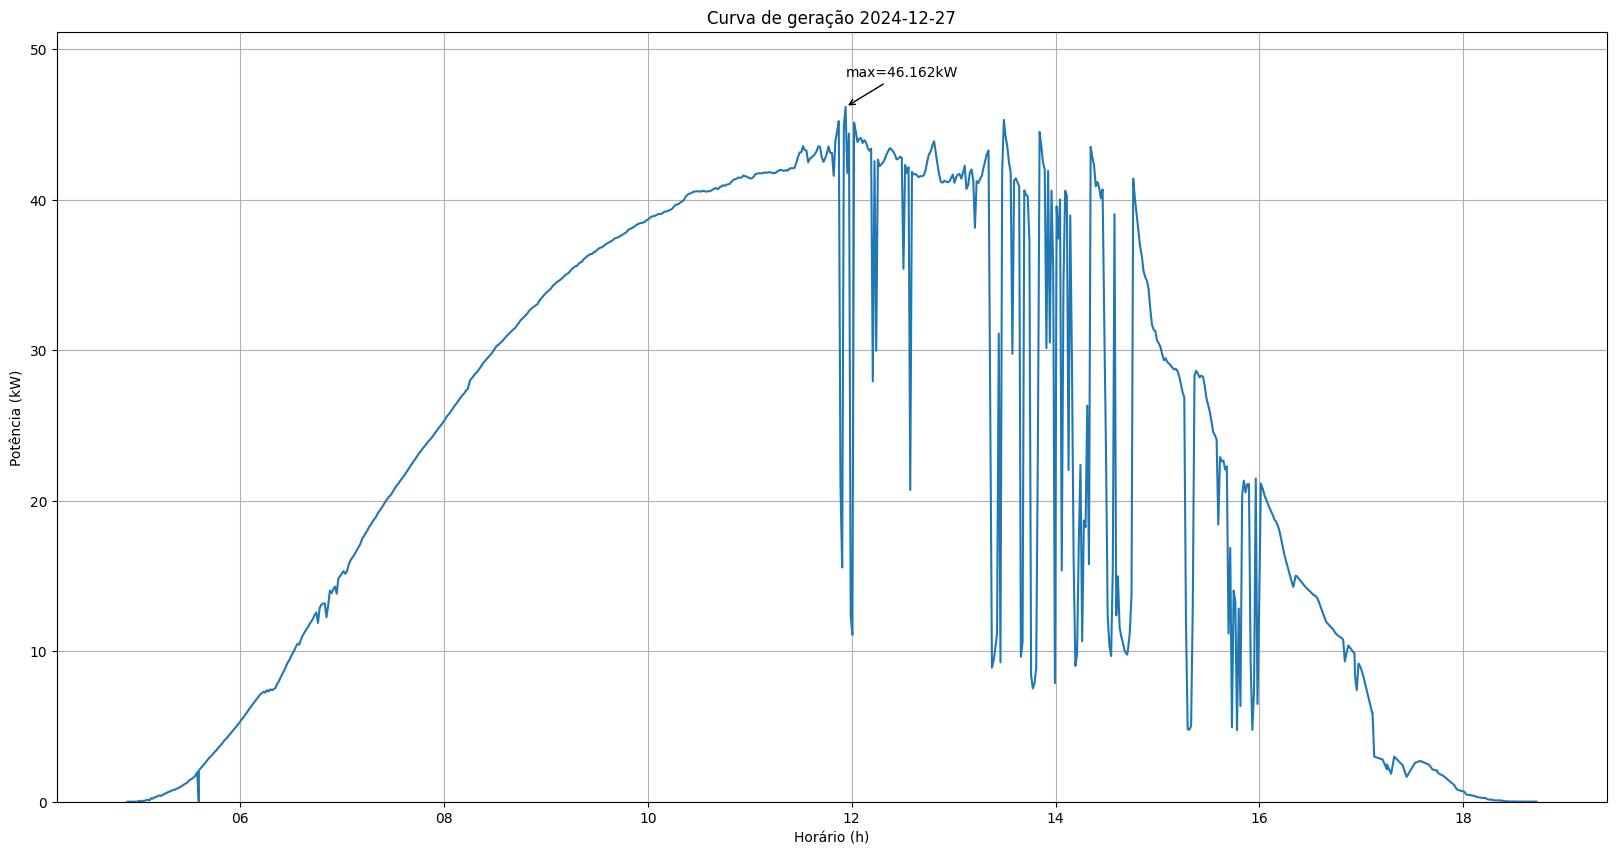 Curva de geração 2024-12-27
max=46.162kW
50
40
30
20
10
0
Potência (kW)
06 08 10 12 14 16 18
Horário (h)